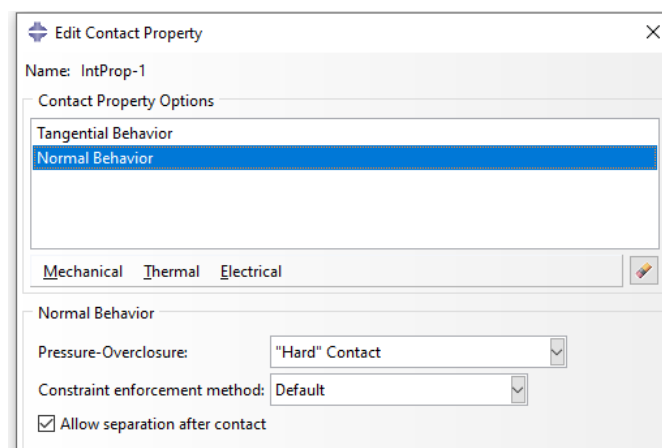 Edit Contact Property
Name: IntProp-1
Contact Property Options
Tangential Behavior
Normal Behavior
Mechanical Thermal Electrical
Normal Behavior
Pressure-Overclosure: "Hard" Contact
Constraint enforcement method: Default
Allow separation after contact